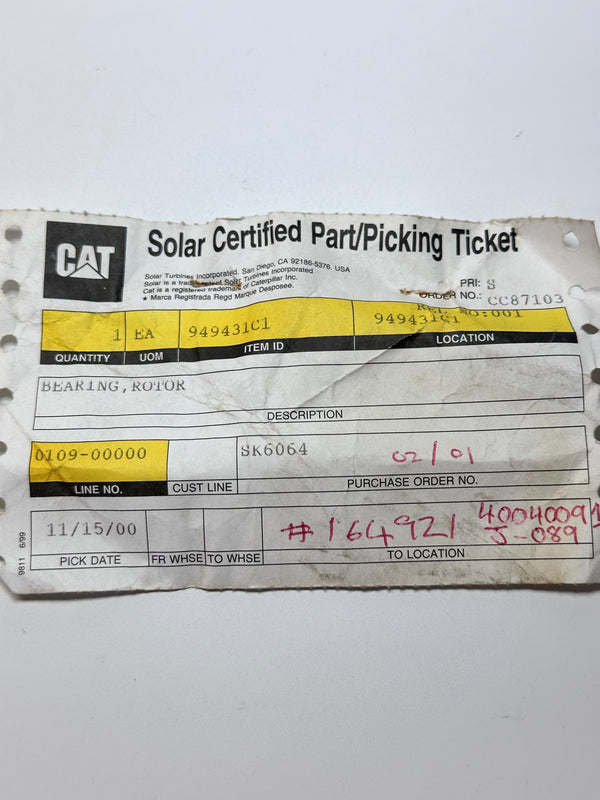 CAT
Solar Certified Part/Picking Ticket
Solar Turbines Incorporated, San Diego, CA 92186-5376, USA
Solar is a trademark of Solar Turbines Incorporated
Cat is a registered trademark of Caterpillar Inc.
★ Marca Registrada Regd Marque Desposee.
PRI: S
ORDER NO.: CC87103
REL NO:001
1 EA 949431C1 949431C1
QUANTITY UOM ITEM ID LOCATION
BEARING,ROTOR
DESCRIPTION
0109-00000 SK6064 02/01
LINE NO. CUST LINE PURCHASE ORDER NO.
11/15/00 #164921 40040091
J-089
PICK DATE FR WHSE TO WHSE TO LOCATION
9811 6/99